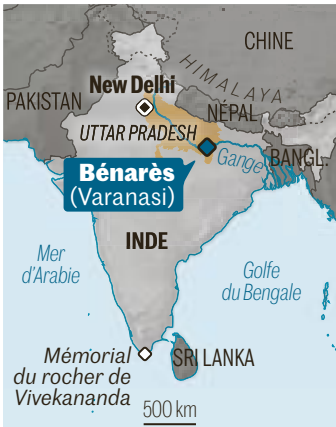 CHINE
HIMALAYA
New Delhi
PAKISTAN
NÉPAL
UTTAR PRADESH
Gange
BANGL.
Bénarès
(Varanasi)
INDE
Mer
d'Arabie
Golfe
du Bengale
Mémorial
du rocher de
Vivekananda
SRI LANKA
500 km